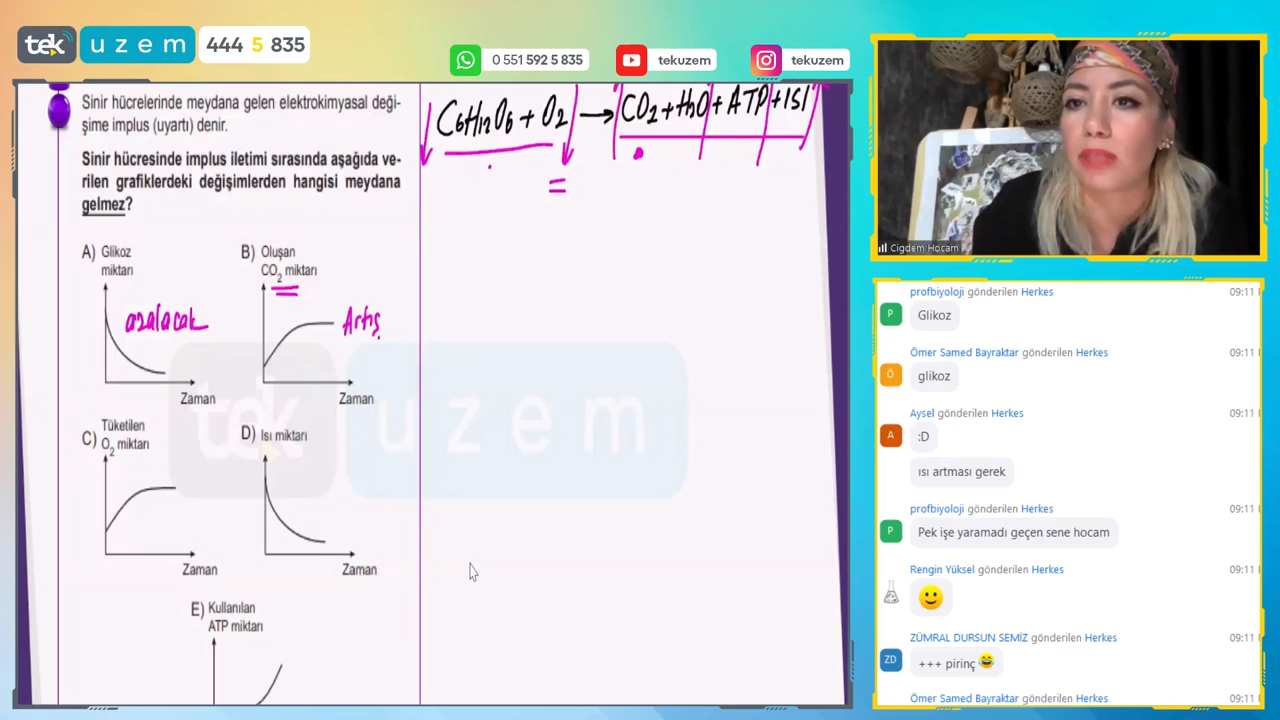 tek
uzem
444 5 835
0 551 592 5 835
tekuzem
tekuzem
Sinir hücrelerinde meydana gelen elektrokimyasal deği-
şime implus (uyartı) denir.
Sinir hücresinde implus iletimi sırasında aşağıda ve-
rilen grafiklerdeki değişimlerden hangisi meydana
gelmez?
A) Glikoz
miktarı
azalacak
Zaman
B) Oluşan
CO2 miktarı
Artış
Zaman
C) Tüketilen
O2 miktarı
Zaman
D) Isı miktarı
Zaman
E) Kullanılan
ATP miktarı
C6H12O6 + O2 → CO2 + H2O + ATP + ISI
=
tek uzem
Cigdem Hocam
profbiyoloji gönderilen Herkes 09:11
P
Glikoz
Ömer Samed Bayraktar gönderilen Herkes 09:11
Ö
glikoz
Aysel gönderilen Herkes 09:11
A
:D
ısı artması gerek
profbiyoloji gönderilen Herkes 09:11
P
Pek işe yaramadı geçen sene hocam
Rengin Yüksel gönderilen Herkes 09:11
🙂
ZÜMRAL DURSUN SEMİZ gönderilen Herkes 09:11
ZD
+++ pirinç 😂
Ömer Samed Bayraktar gönderilen Herkes 09:11